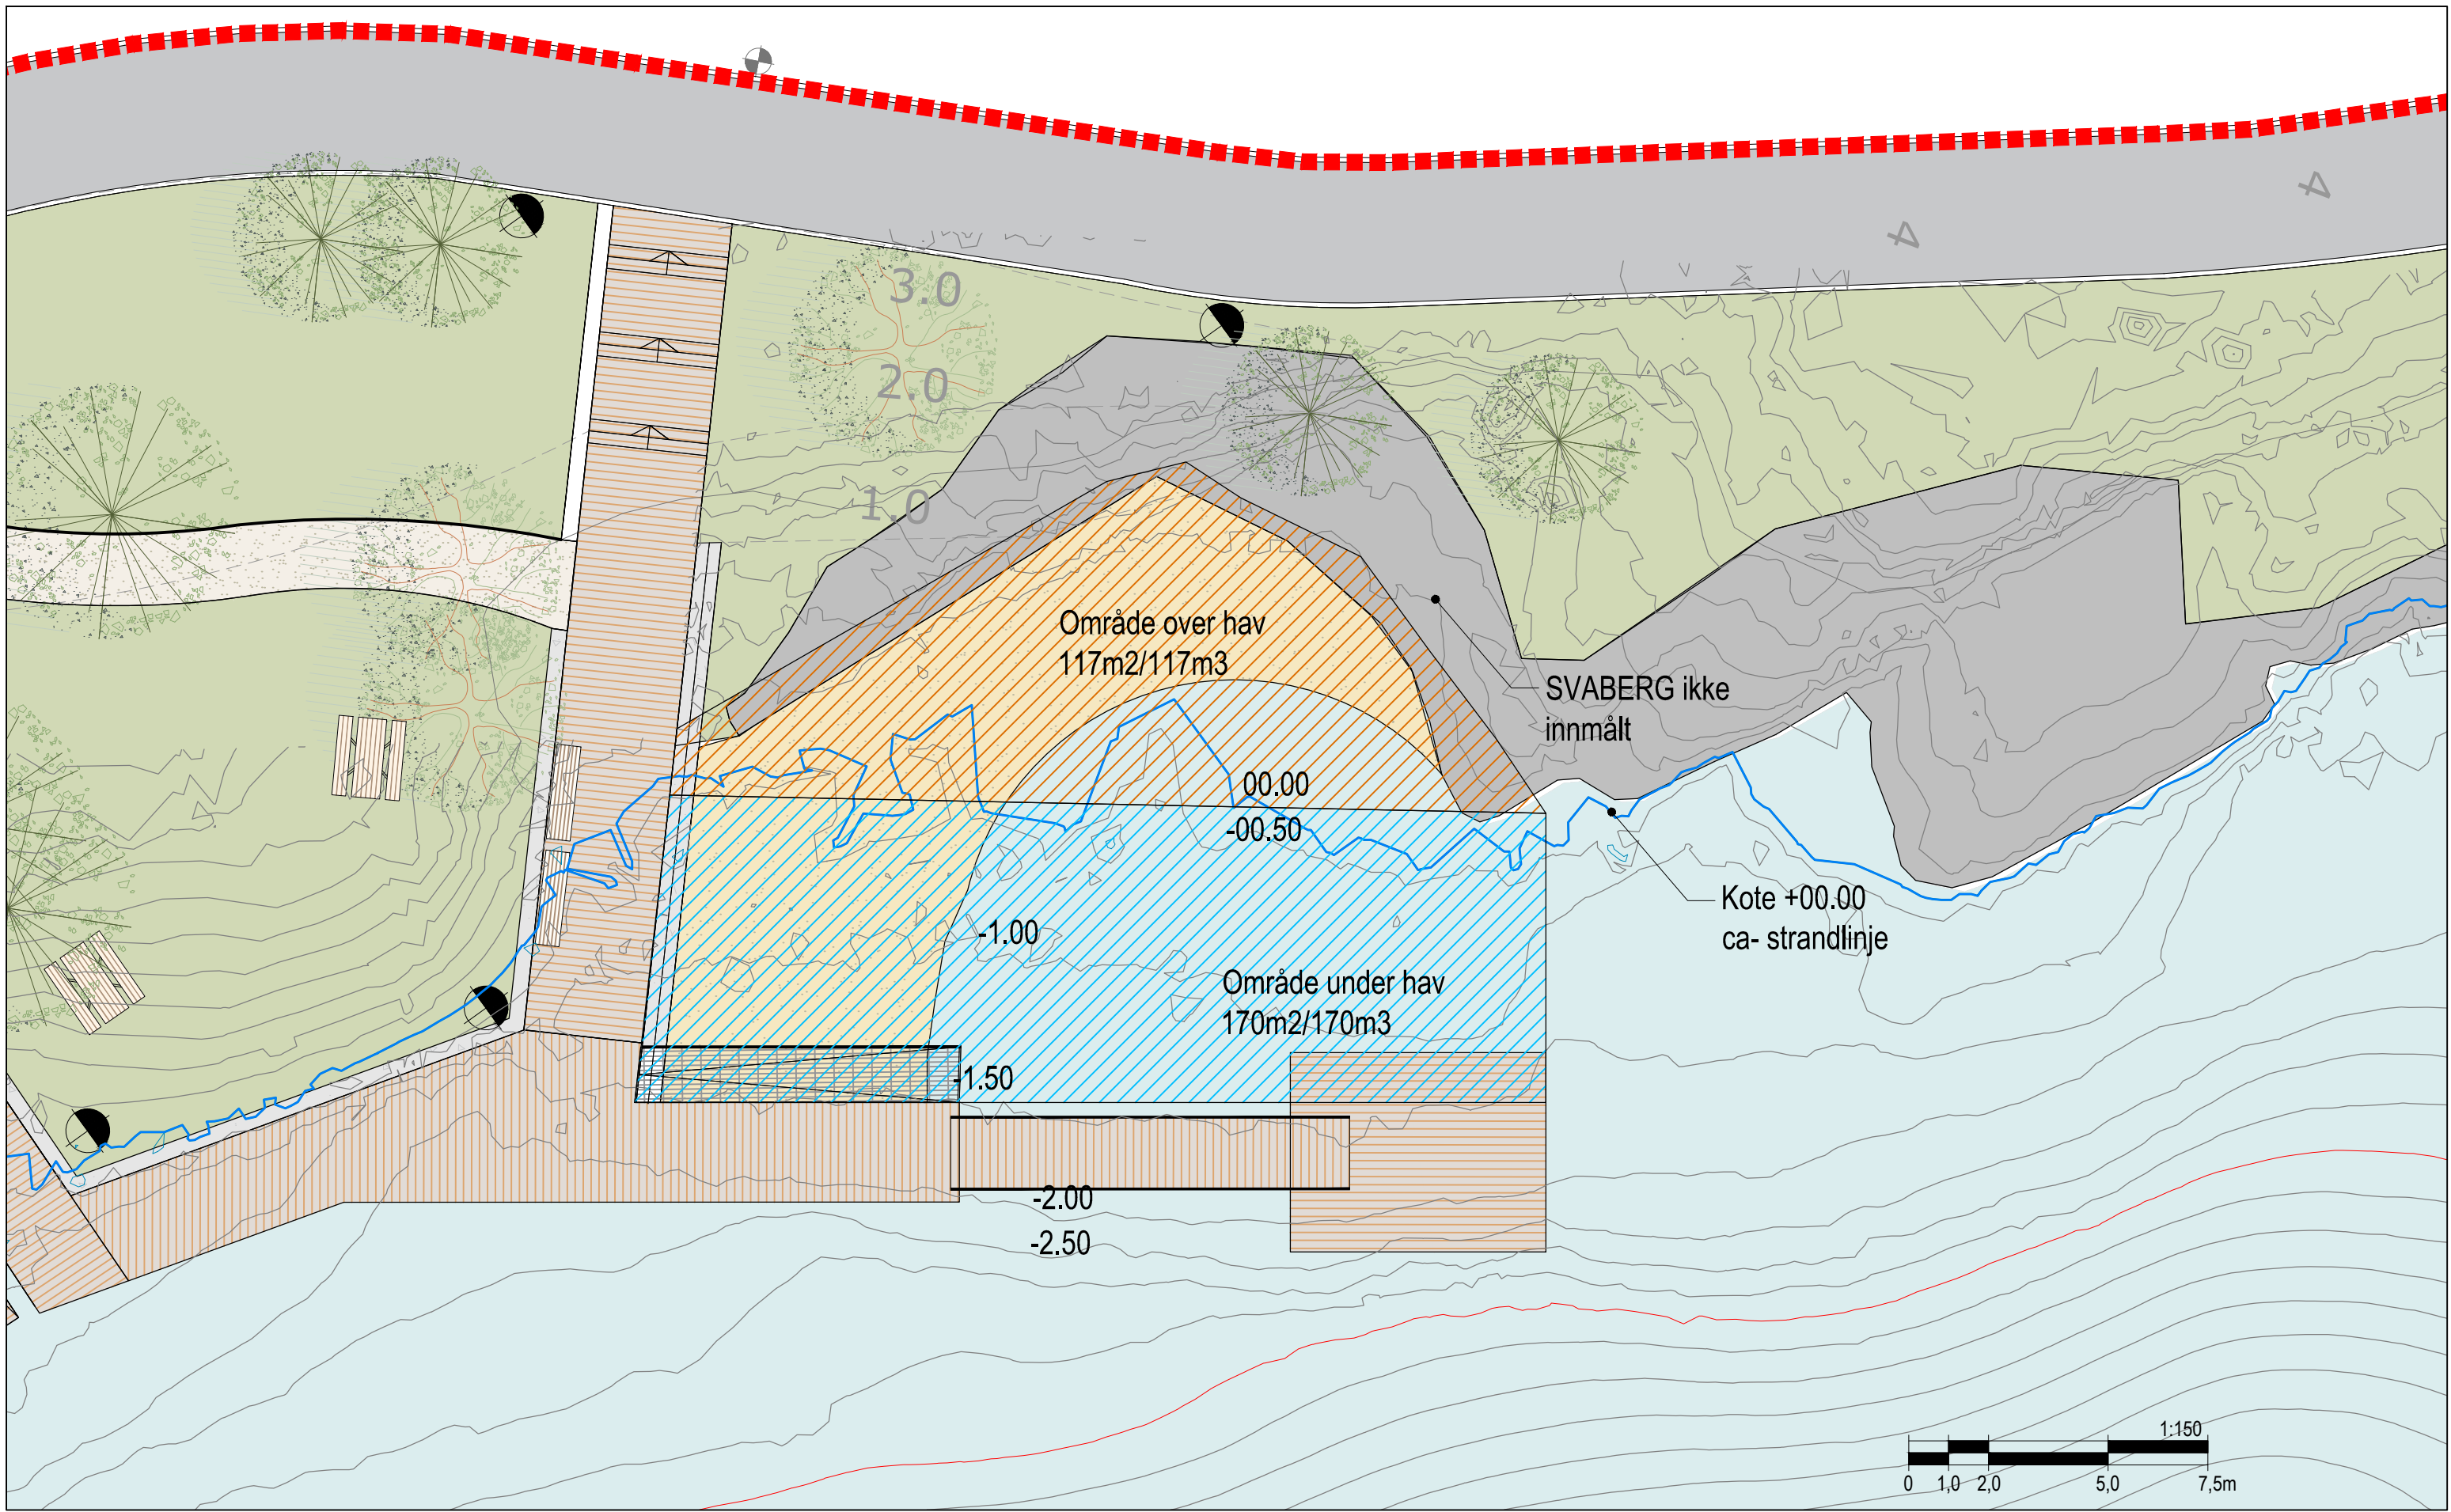 4
4
3.0
2.0
1.0
Område over hav
117m2/117m3
SVABERG ikke
innmålt
00.00
-00.50
Kote +00.00
ca- strandlinje
-1.00
Område under hav
170m2/170m3
-1.50
-2.00
-2.50
1:150
0 1,0 2,0 5,0 7,5m